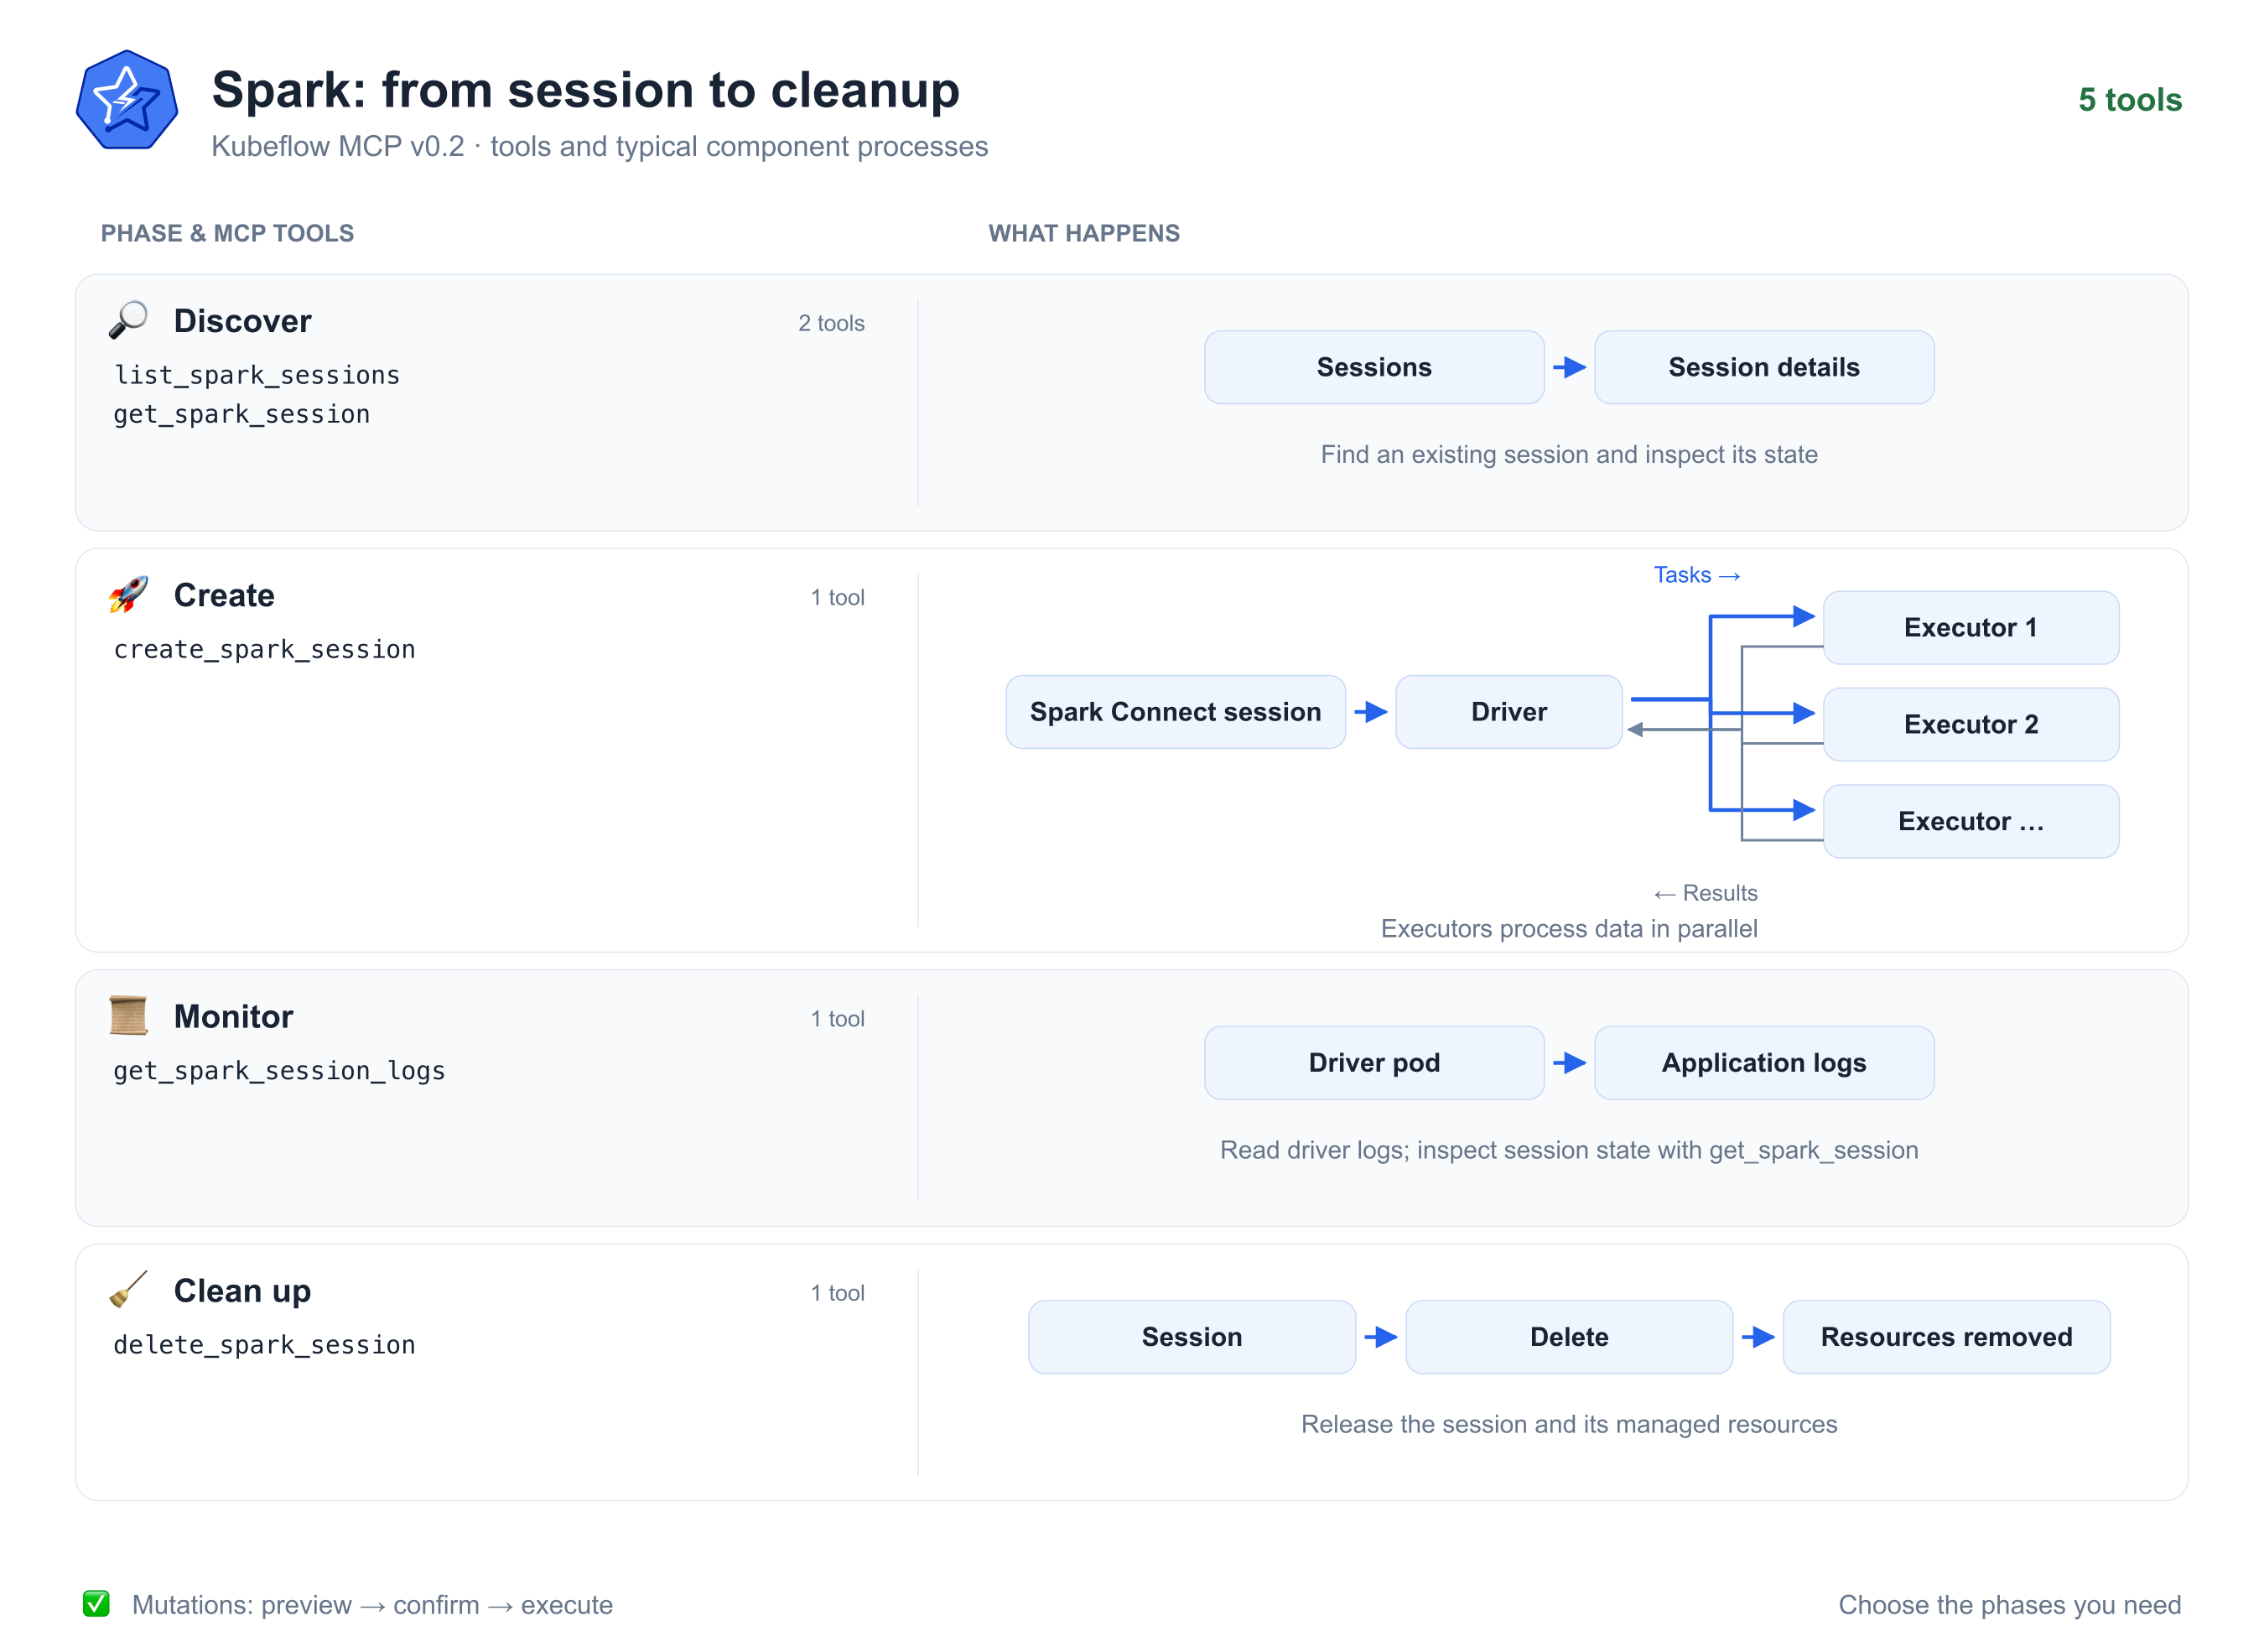 Spark: from session to cleanup
5 tools
Kubeflow MCP v0.2 · tools and typical component processes
PHASE & MCP TOOLS
WHAT HAPPENS
Discover
2 tools
list_spark_sessions
get_spark_session
Sessions
Session details
Find an existing session and inspect its state
Create
1 tool
create_spark_session
Tasks →
Spark Connect session
Driver
Executor 1
Executor 2
Executor …
← Results
Executors process data in parallel
Monitor
1 tool
get_spark_session_logs
Driver pod
Application logs
Read driver logs; inspect session state with get_spark_session
Clean up
1 tool
delete_spark_session
Session
Delete
Resources removed
Release the session and its managed resources
Mutations: preview → confirm → execute
Choose the phases you need